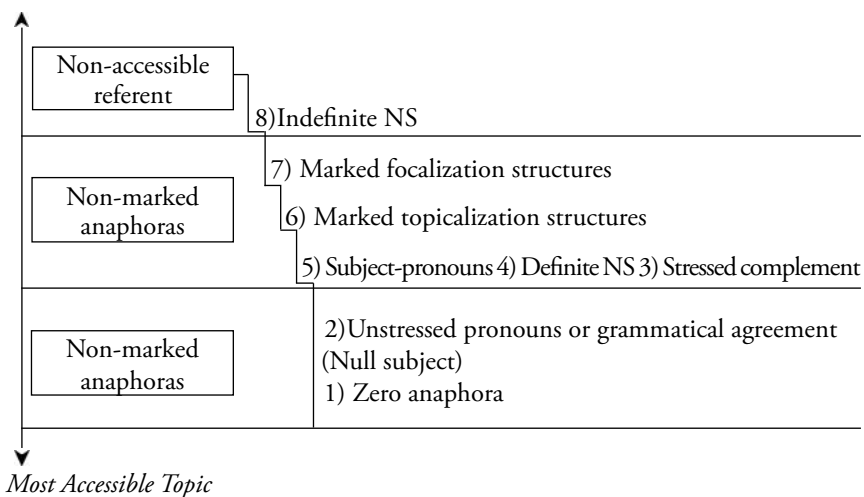 Non-accessible
referent
8)Indefinite NS
7) Marked focalization structures
Non-marked
anaphoras
6) Marked topicalization structures
5) Subject-pronouns 4) Definite NS 3) Stressed complement
2)Unstressed pronouns or grammatical agreement
(Null subject)
Non-marked
anaphoras
1) Zero anaphora
Most Accessible Topic